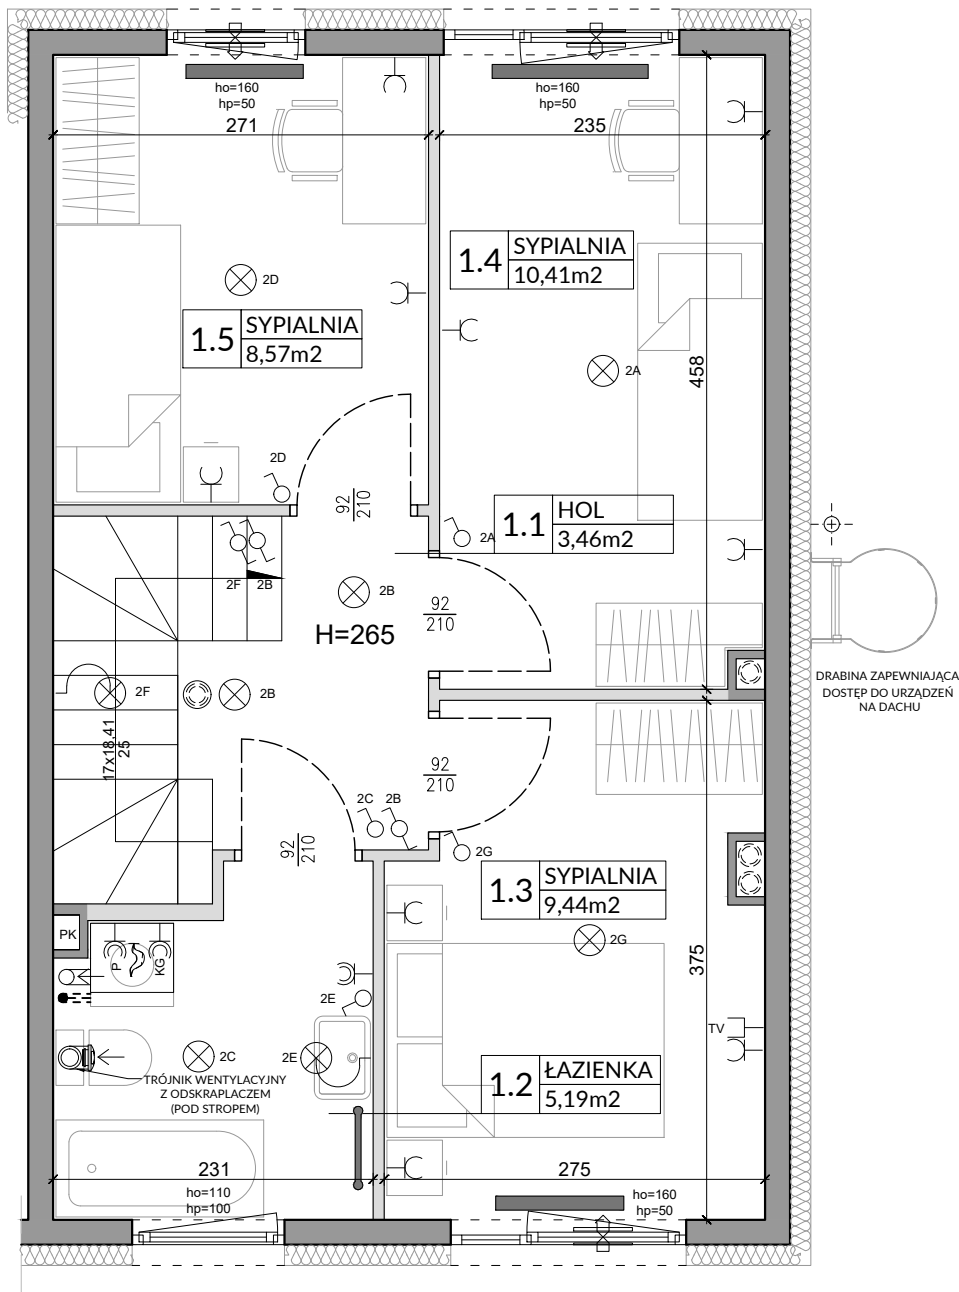 ho=160
hp=50
271
ho=160
hp=50
235
1.4
SYPIALNIA
10,41m2
2D
1.5
SYPIALNIA
8,57m2
2A
458
2D
92
210
1.1
HOL
3,46m2
2A
2F
2B
2B
92
210
H=265
DRABINA ZAPEWNIAJĄCA
DOSTĘP DO URZĄDZEŃ
NA DACHU
2F
2B
17x18,41
25
92
210
2C
2B
92
210
2G
1.3
SYPIALNIA
9,44m2
PK
P
KG
2G
375
2E
TV
2C
2E
TRÓJNIK WENTYLACYJNY
Z ODSKRAPLACZEM
(POD STROPEM)
1.2
ŁAZIENKA
5,19m2
231
275
ho=110
hp=100
ho=160
hp=50